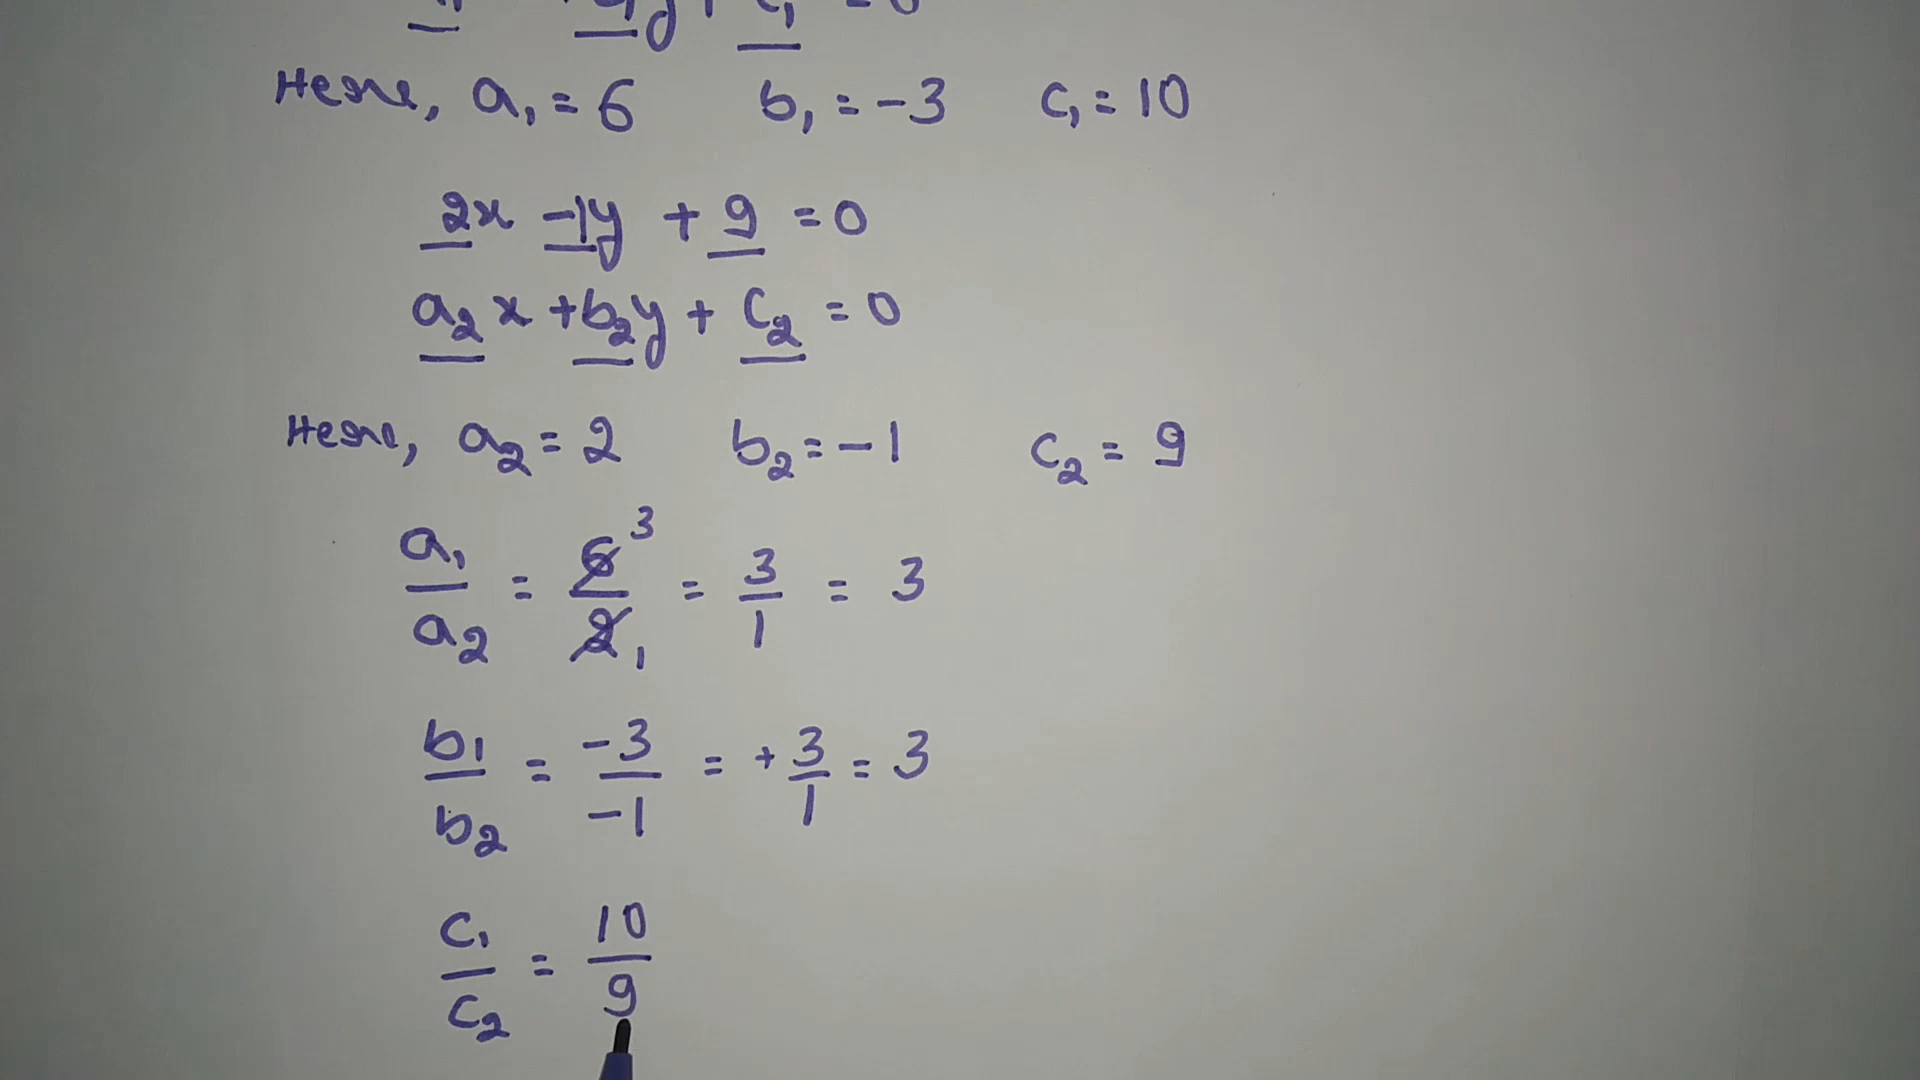 Here, a₁ = 6 b₁ = -3 c₁ = 10
2x -1y + 9 = 0
a₂x + b₂y + c₂ = 0
Here, a₂ = 2 b₂ = -1 c₂ = 9
a₁/a₂ = 6/2 ³/₁ = 3/1 = 3
b₁/b₂ = -3/-1 = +3/1 = 3
c₁/c₂ = 10/9